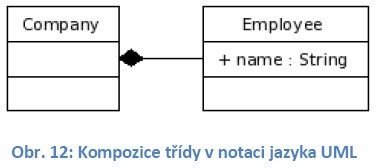 Company
Employee
+ name : String
Obr. 12: Kompozice třídy v notaci jazyka UML